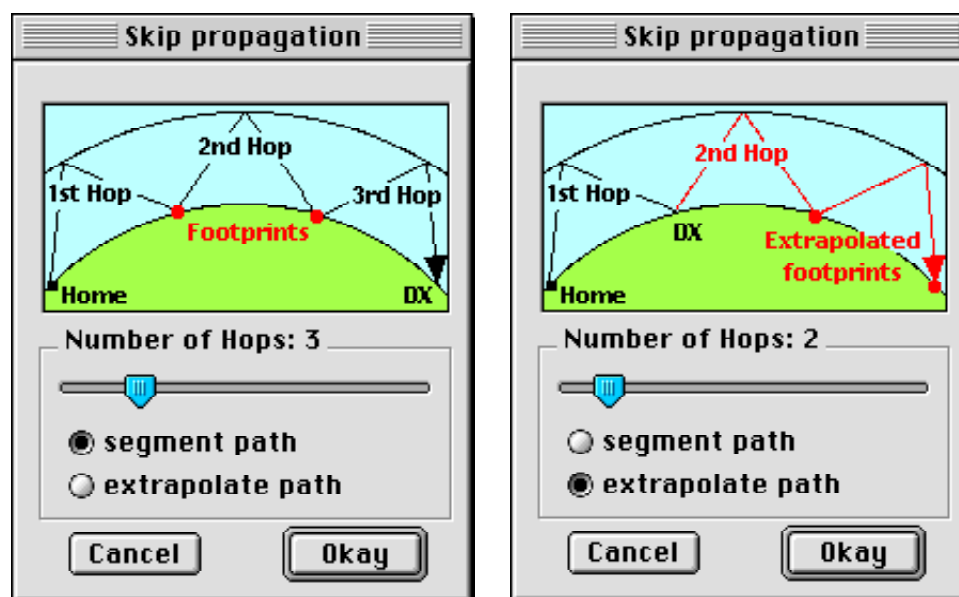 Skip propagation
2nd Hop
1st Hop
3rd Hop
Footprints
Home
DX
Number of Hops: 3
segment path
extrapolate path
Cancel
Okay
Skip propagation
2nd Hop
1st Hop
DX
Extrapolated
footprints
Home
Number of Hops: 2
segment path
extrapolate path
Cancel
Okay